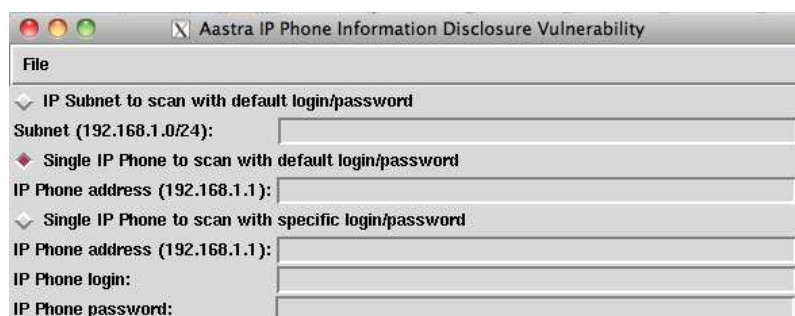 X Aastra IP Phone Information Disclosure Vulnerability
File
IP Subnet to scan with default login/password
Subnet (192.168.1.0/24):
Single IP Phone to scan with default login/password
IP Phone address (192.168.1.1):
Single IP Phone to scan with specific login/password
IP Phone address (192.168.1.1):
IP Phone login:
IP Phone password: